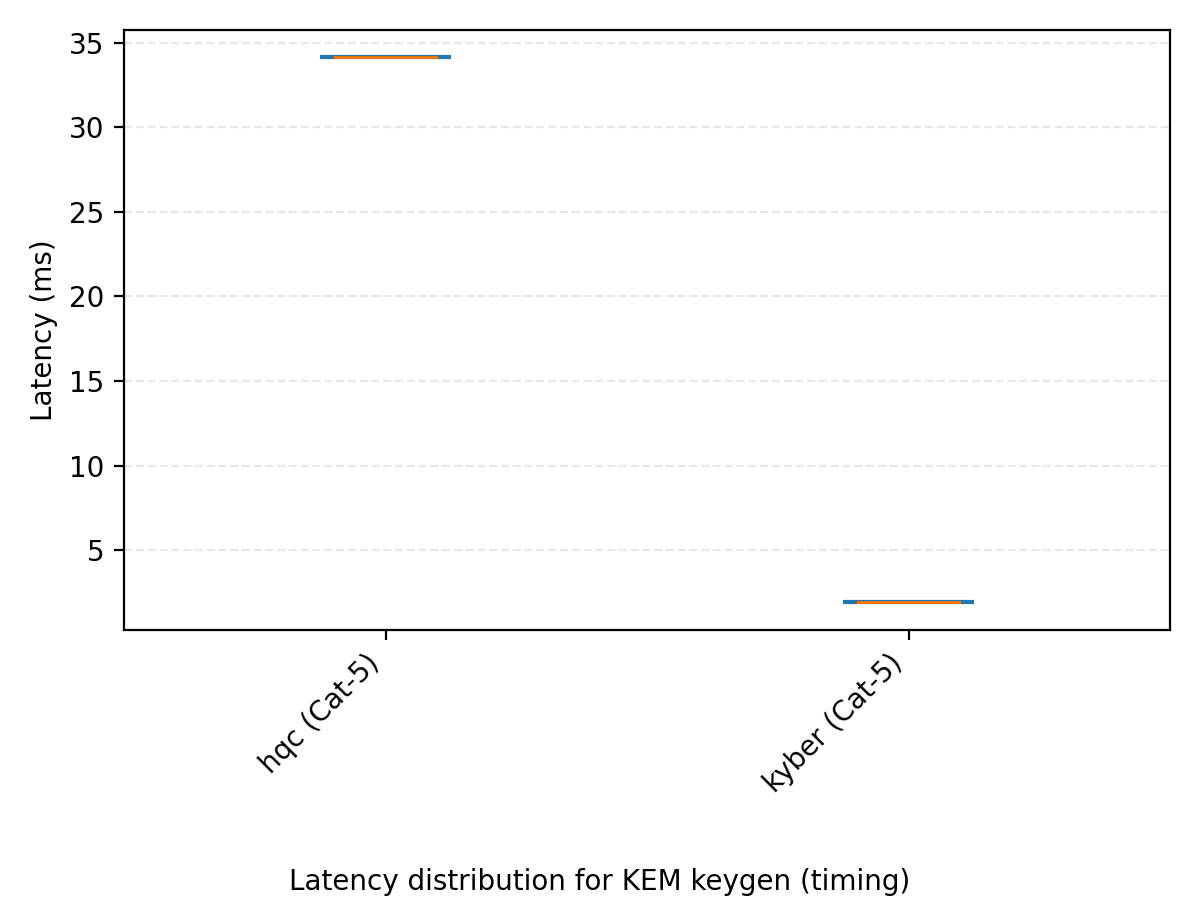 35
30
25
20
15
10
5
Latency (ms)
hqc (Cat-5)
kyber (Cat-5)
Latency distribution for KEM keygen (timing)